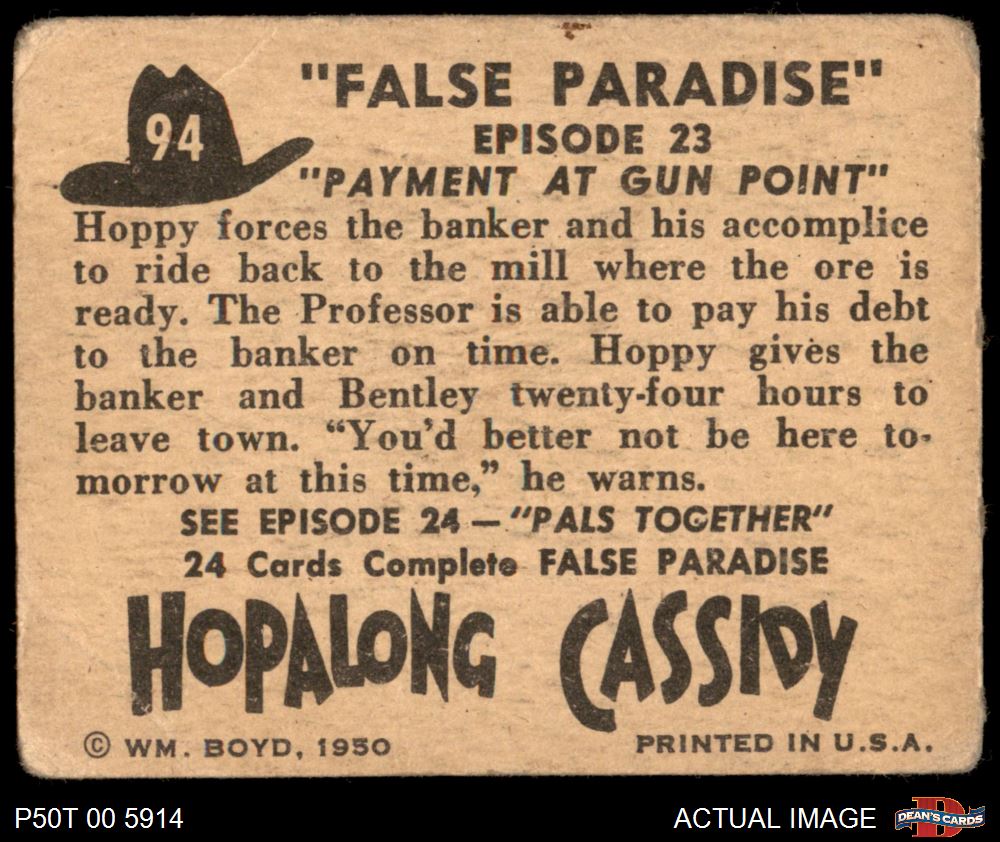 94
"FALSE PARADISE"
EPISODE 23
"PAYMENT AT GUN POINT"
Hoppy forces the banker and his accomplice
to ride back to the mill where the ore is
ready. The Professor is able to pay his debt
to the banker on time. Hoppy gives the
banker and Bentley twenty-four hours to
leave town. “You'd better not be here to-
morrow at this time,” he warns.
SEE EPISODE 24 — "PALS TOGETHER"
24 Cards Complete FALSE PARADISE
HOPALONG CASSIDY
© WM. BOYD, 1950 PRINTED IN U.S.A.
P50T 00 5914 ACTUAL IMAGE DEAN'S CARDS